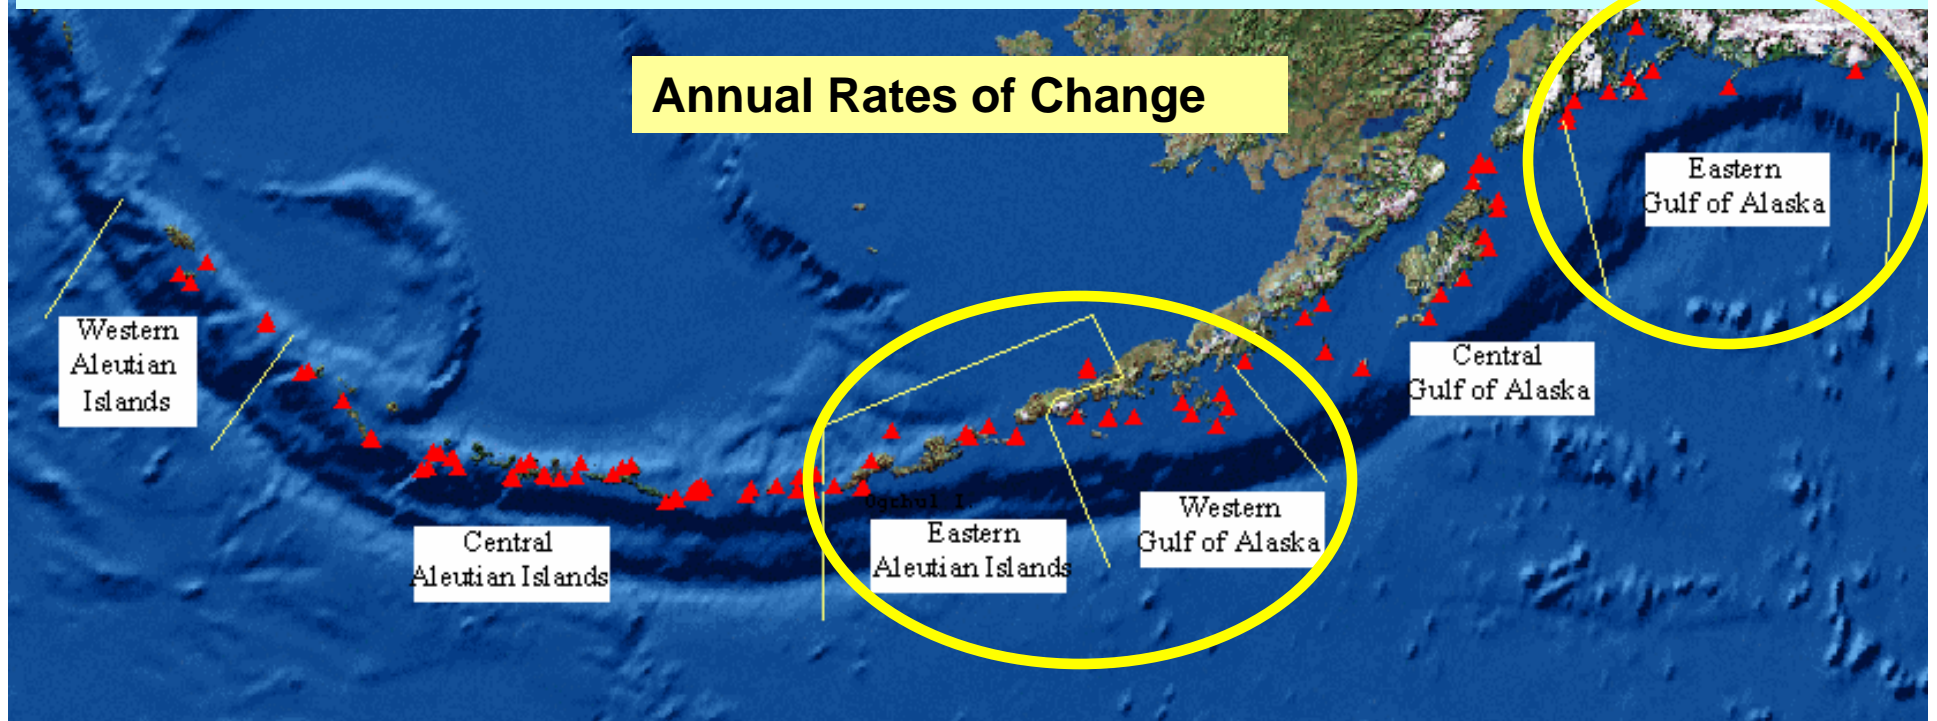 Annual Rates of Change
Eastern
Gulf of Alaska
Western
Aleutian
Islands
Central
Gulf of Alaska
Ogchul I.
Western
Gulf of Alaska
Eastern
Aleutian Islands
Central
Aleutian Islands